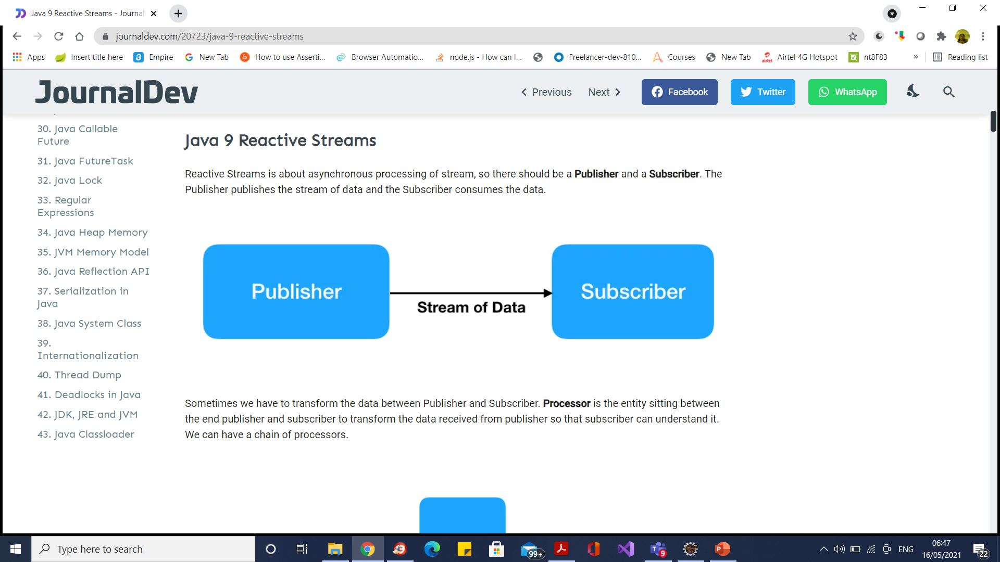 Java 9 Reactive Streams - Journa
journaldev.com/20723/java-9-reactive-streams
Apps Insert title here Empire New Tab How to use Asserti... Browser Automatio... node.js - How can I... Freelancer-dev-810... Courses New Tab Airtel 4G Hotspot nt8F83 » Reading list
JournalDev Previous Next Facebook Twitter WhatsApp
30. Java Callable
Future
31. Java FutureTask
32. Java Lock
33. Regular
Expressions
34. Java Heap Memory
35. JVM Memory Model
36. Java Reflection API
37. Serialization in
Java
38. Java System Class
39.
Internationalization
40. Thread Dump
41. Deadlocks in Java
42. JDK, JRE and JVM
43. Java Classloader
Java 9 Reactive Streams
Reactive Streams is about asynchronous processing of stream, so there should be a Publisher and a Subscriber. The
Publisher publishes the stream of data and the Subscriber consumes the data.
Publisher
Stream of Data
Subscriber
Sometimes we have to transform the data between Publisher and Subscriber. Processor is the entity sitting between
the end publisher and subscriber to transform the data received from publisher so that subscriber can understand it.
We can have a chain of processors.
Type here to search
99+
9
ENG
06:47
16/05/2021
22